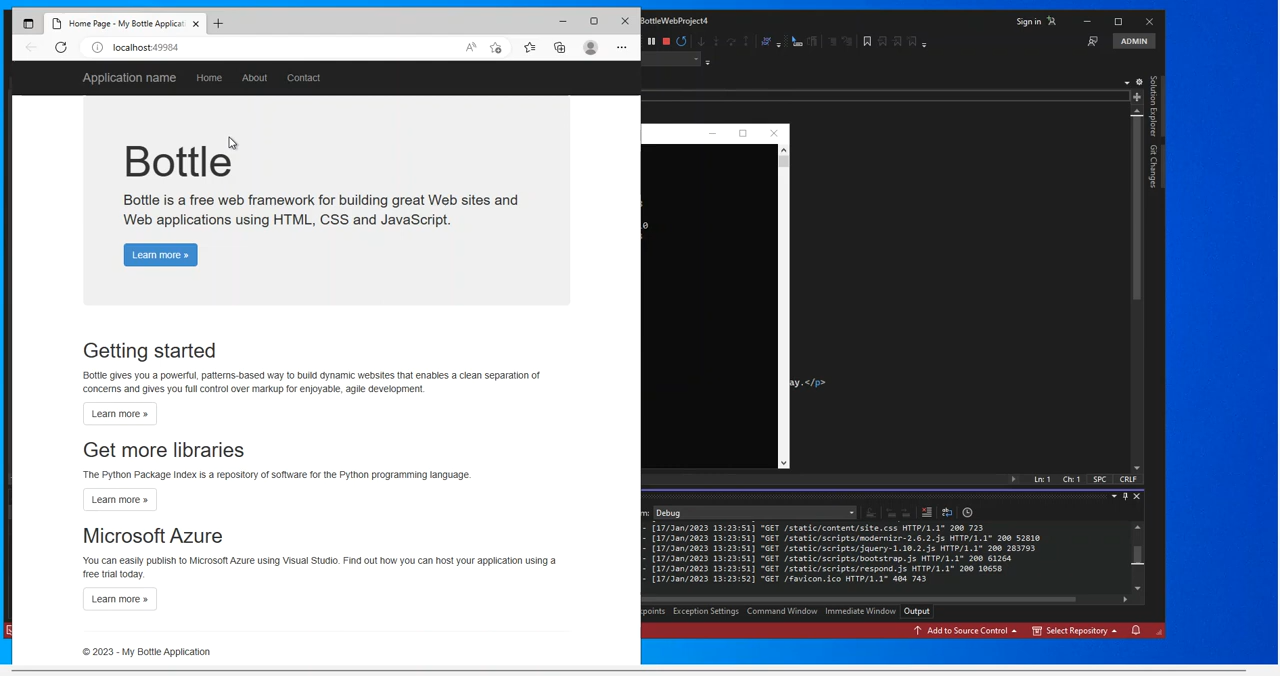 Home Page - My Bottle Applicat
localhost:49984
Application name
Home
About
Contact
Bottle
Bottle is a free web framework for building great Web sites and
Web applications using HTML, CSS and JavaScript.
Learn more »
Getting started
Bottle gives you a powerful, patterns-based way to build dynamic websites that enables a clean separation of
concerns and gives you full control over markup for enjoyable, agile development.
Learn more »
Get more libraries
The Python Package Index is a repository of software for the Python programming language.
Learn more »
Microsoft Azure
You can easily publish to Microsoft Azure using Visual Studio. Find out how you can host your application using a
free trial today.
Learn more »
© 2023 - My Bottle Application
BottleWebProject4
Sign in
ADMIN
Solution Explorer
Git Changes
ay.</p>
Ln: 1 Ch: 1 SPC CRLF
m: Debug
- [17/Jan/2023 13:23:51] "GET /static/content/site.css HTTP/1.1" 200 723
- [17/Jan/2023 13:23:51] "GET /static/scripts/modernizr-2.6.2.js HTTP/1.1" 200 52810
- [17/Jan/2023 13:23:51] "GET /static/scripts/jquery-1.10.2.js HTTP/1.1" 200 283793
- [17/Jan/2023 13:23:51] "GET /static/scripts/bootstrap.js HTTP/1.1" 200 61264
- [17/Jan/2023 13:23:51] "GET /static/scripts/respond.js HTTP/1.1" 200 10658
- [17/Jan/2023 13:23:52] "GET /favicon.ico HTTP/1.1" 404 743
points Exception Settings Command Window Immediate Window Output
Add to Source Control
Select Repository